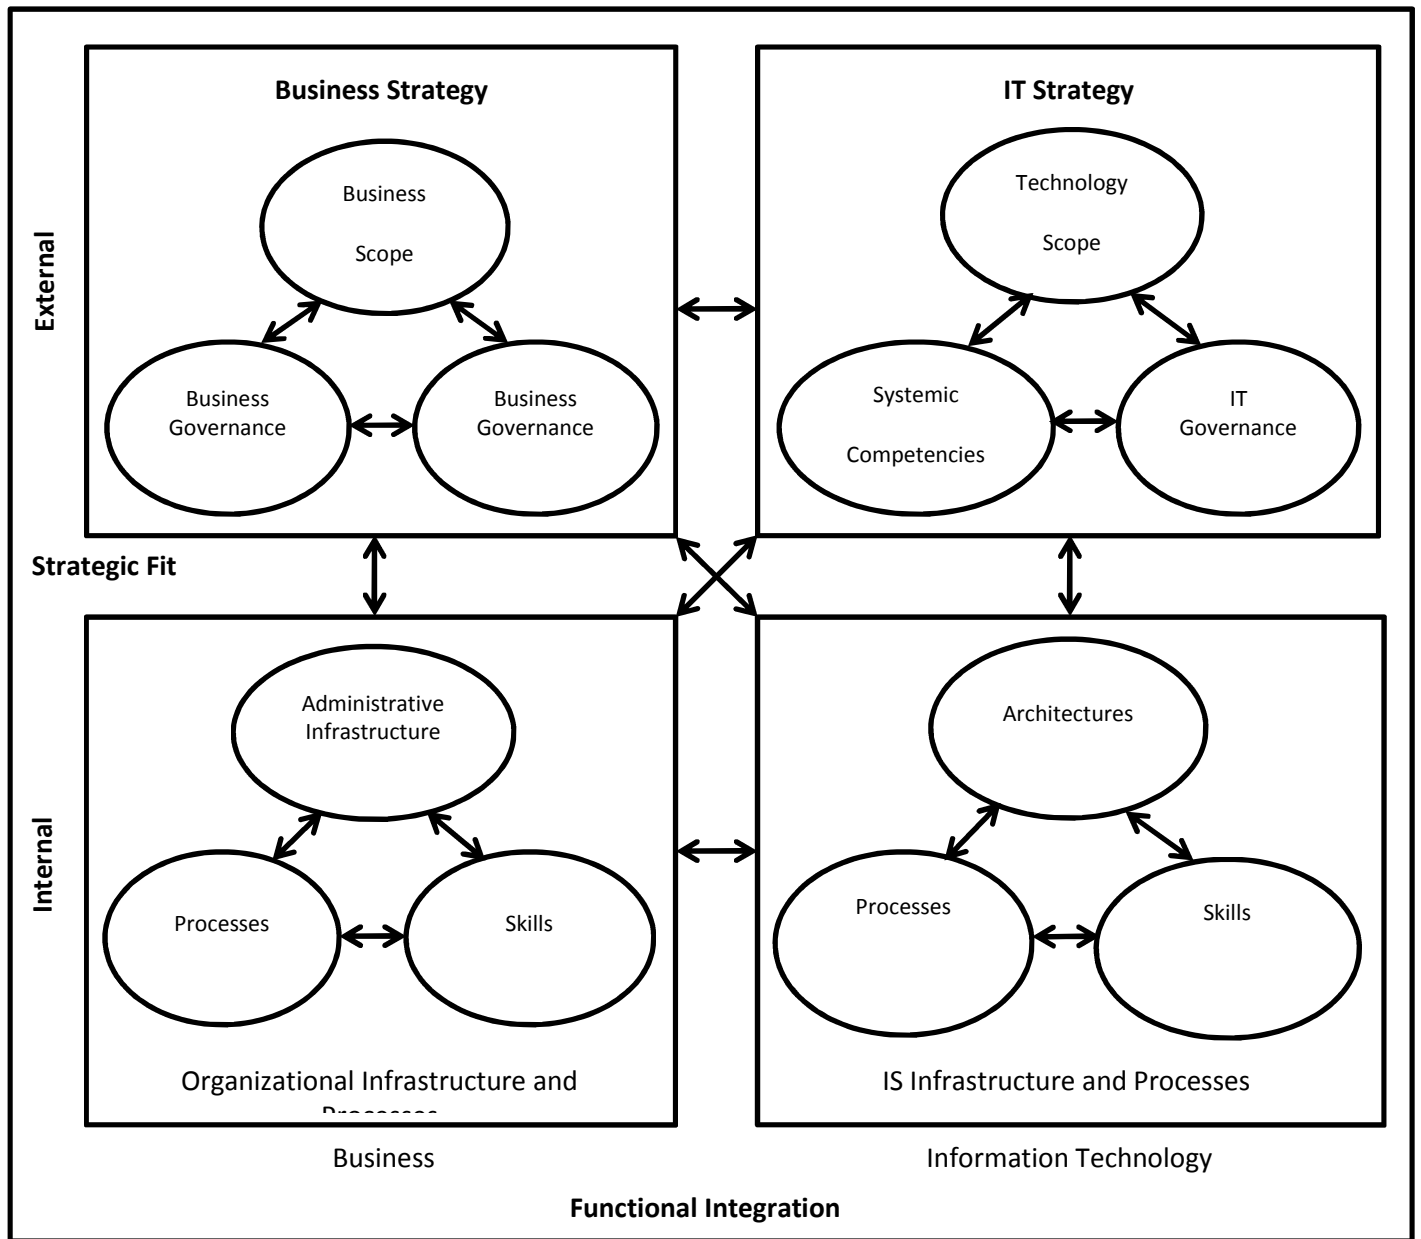 Business Strategy
IT Strategy
Business
Scope
Technology
Scope
External
Business
Governance
Business
Governance
Systemic
Competencies
IT
Governance
Strategic Fit
Administrative
Infrastructure
Architectures
Internal
Processes
Skills
Processes
Skills
Organizational Infrastructure and
Processes
IS Infrastructure and Processes
Business
Information Technology
Functional Integration